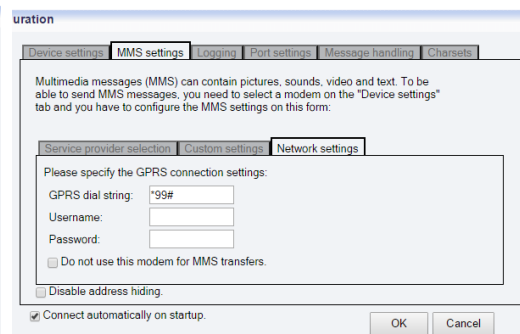 uration
Device settings MMS settings Logging Port settings Message handling Charsets
Multimedia messages (MMS) can contain pictures, sounds, video and text. To be
able to send MMS messages, you need to select a modem on the "Device settings"
tab and you have to configure the MMS settings on this form:
Service provider selection Custom settings Network settings
Please specify the GPRS connection settings:
GPRS dial string: *99#
Username:
Password:
Do not use this modem for MMS transfers.
Disable address hiding.
Connect automatically on startup.
OK Cancel